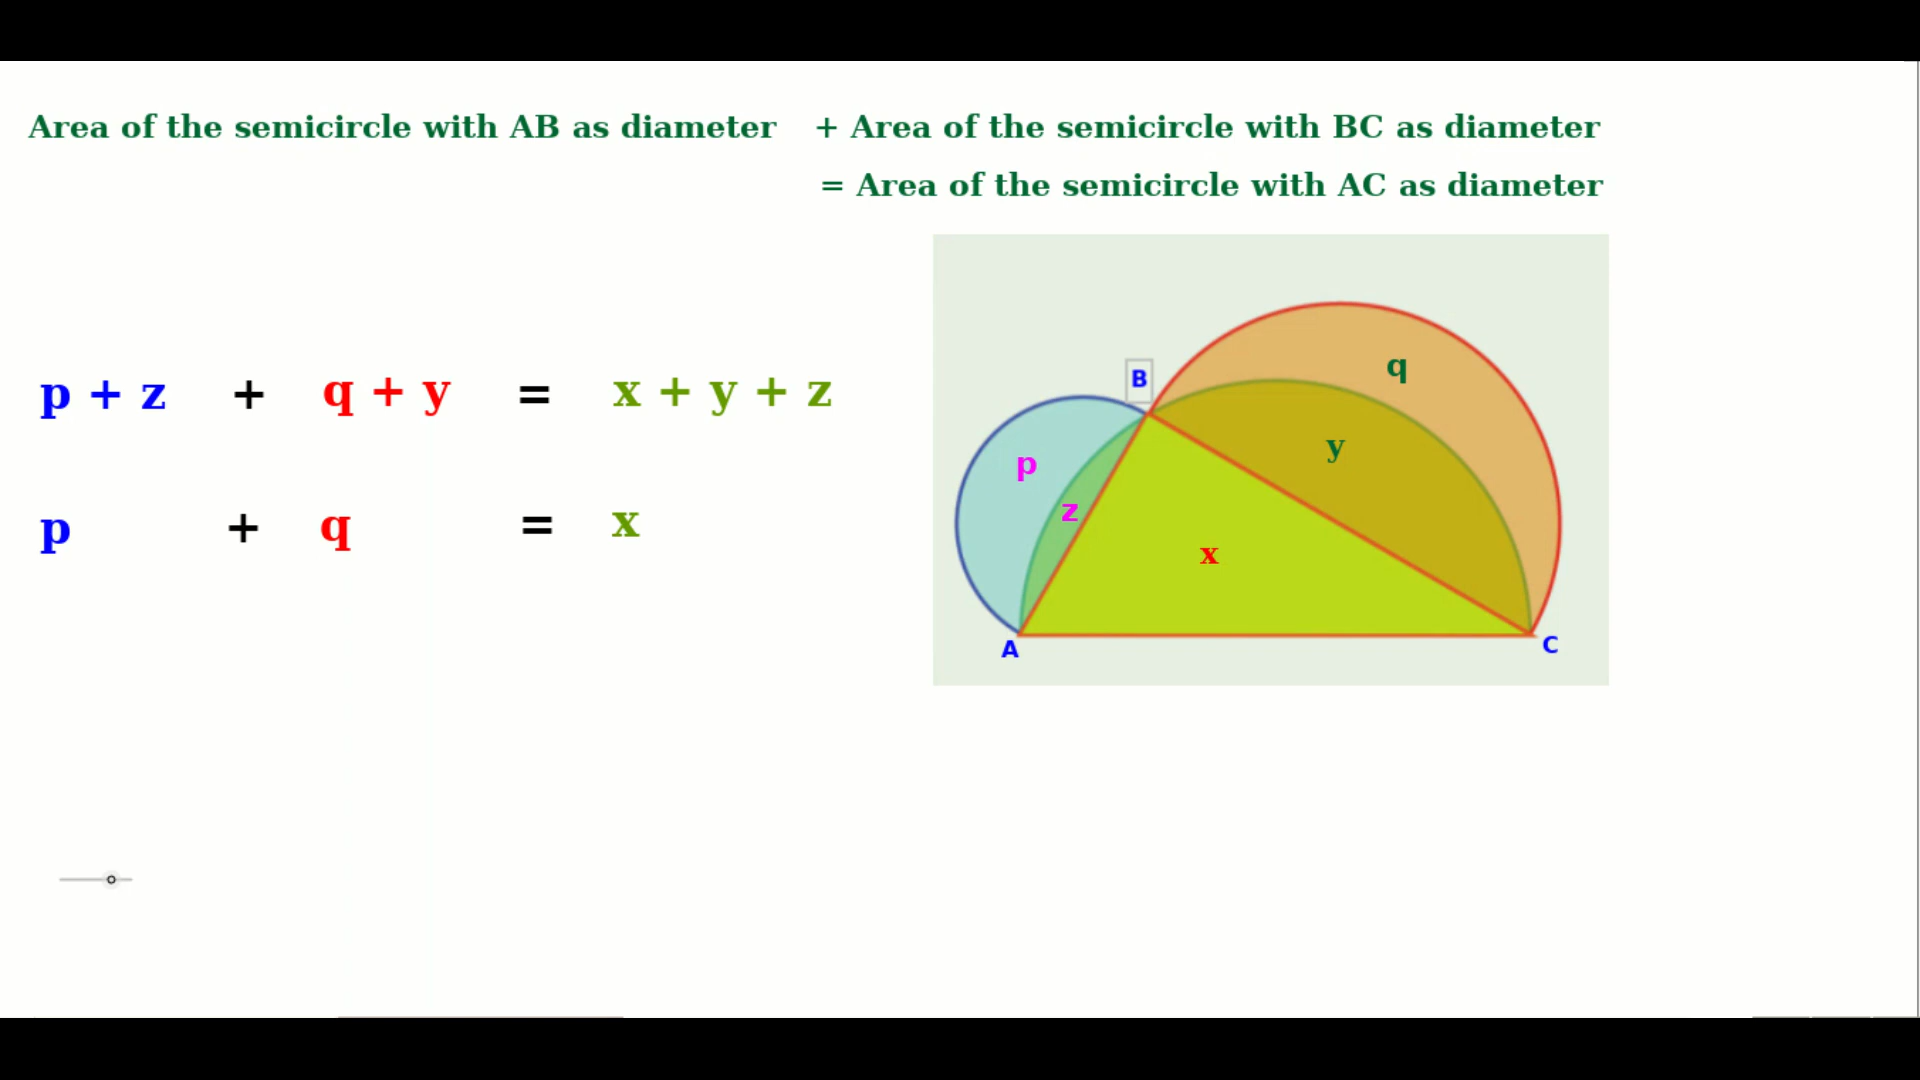 Area of the semicircle with AB as diameter + Area of the semicircle with BC as diameter
= Area of the semicircle with AC as diameter
p + z + q + y = x + y + z
p + q = x
B
q
y
p
z
x
A
C